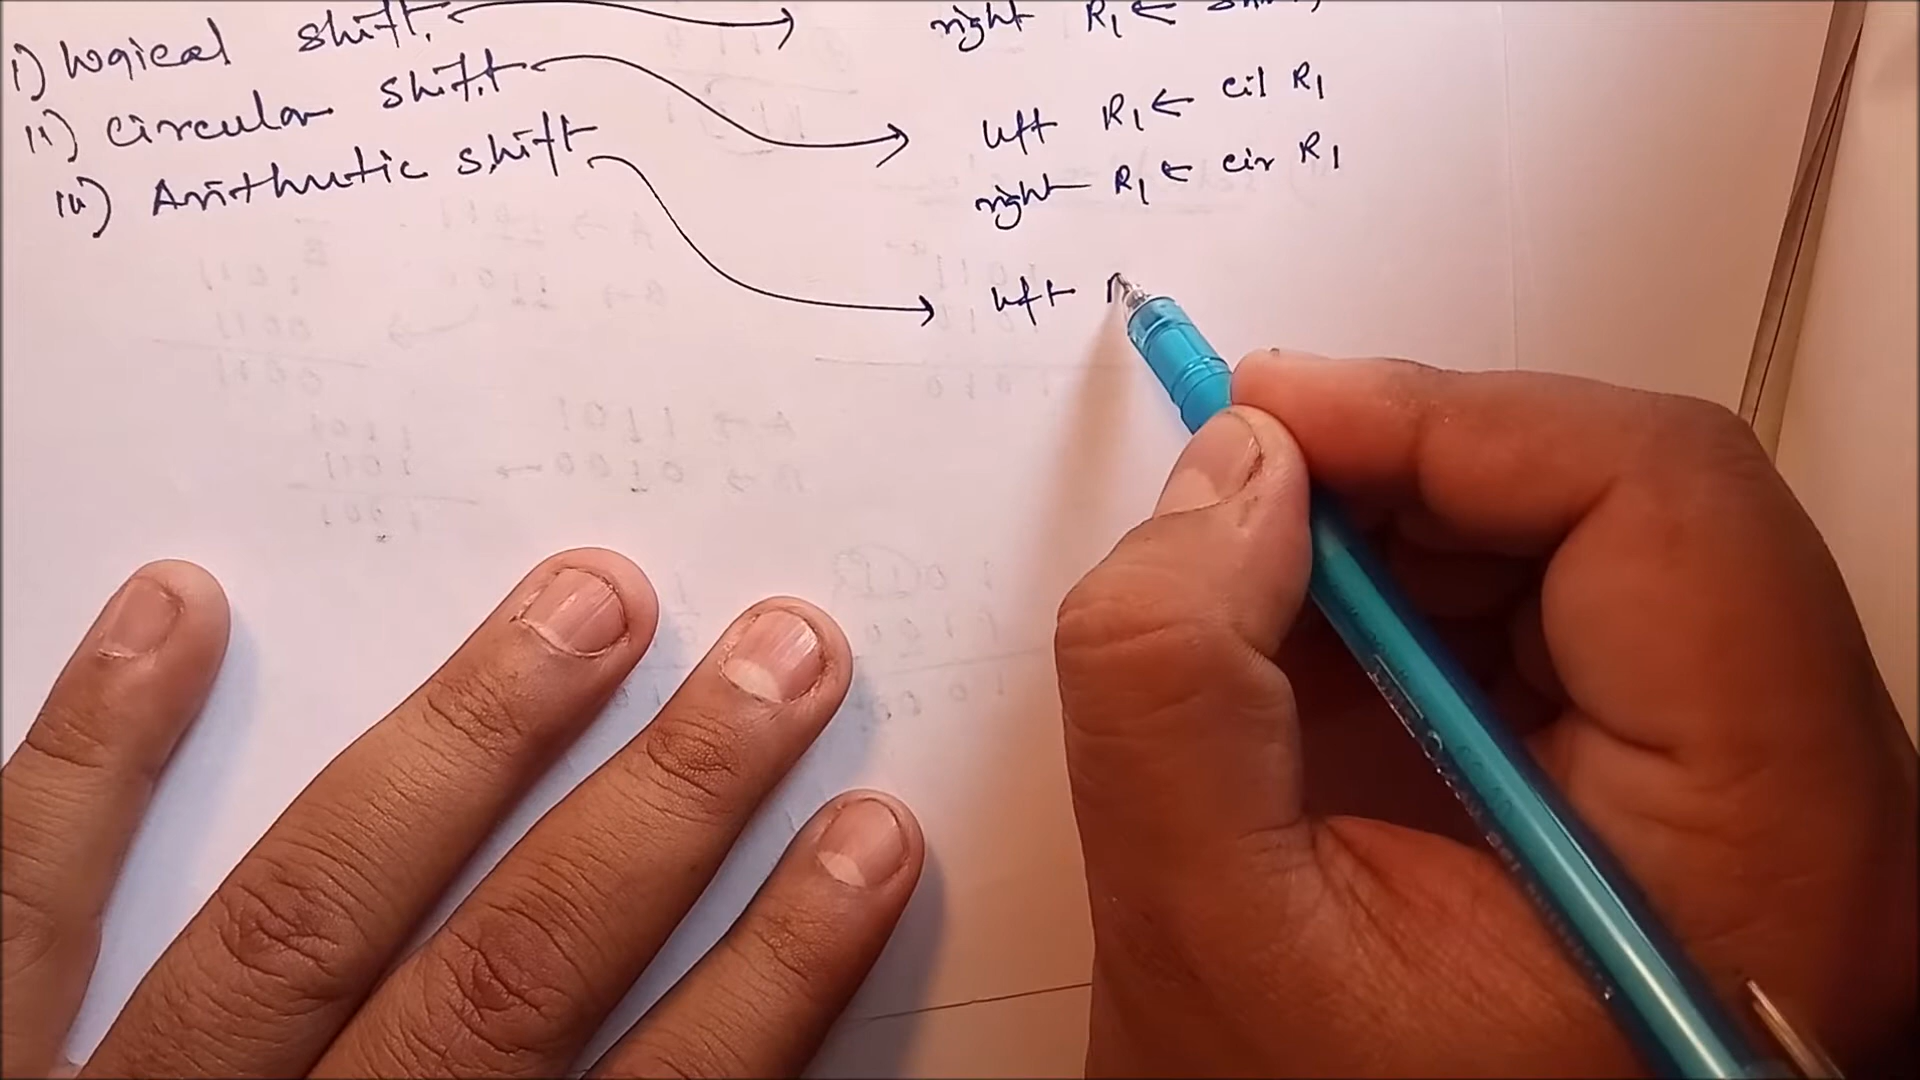 i) Logical shift.
right R1 ←
ii) Circular shift
left R1 ← cil R1
right R1 ← cir R1
iii) Arithmetic shift
left